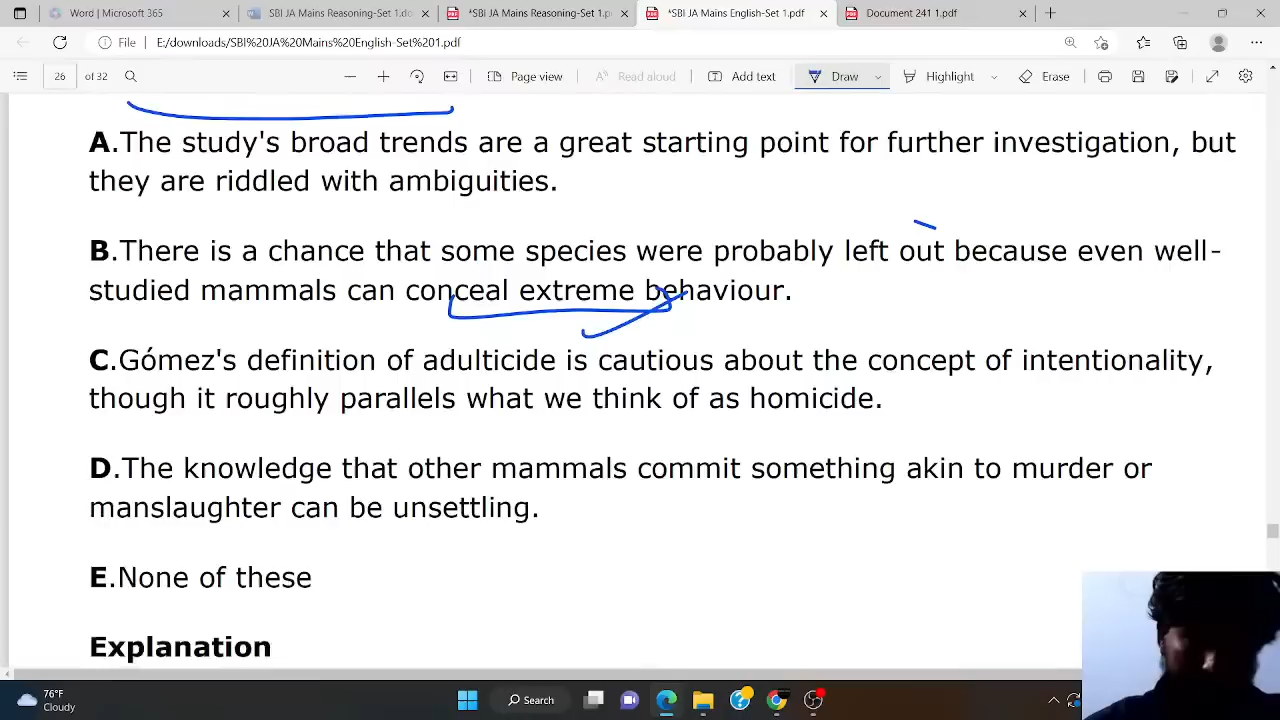 Word | Microsoft 365
SBI JA Mains Reasoning-Set 1.do
*SBI JA Mains Reasoning-Set 1.p
*SBI JA Mains English-Set 1.pdf
Document 241 1.pdf
File
E:/downloads/SBI%20JA%20Mains%20English-Set%201.pdf
26 of 32
Page view
Read aloud
Add text
Draw
Highlight
Erase
A.The study's broad trends are a great starting point for further investigation, but
they are riddled with ambiguities.
B.There is a chance that some species were probably left out because even well-
studied mammals can conceal extreme behaviour.
C.Gómez's definition of adulticide is cautious about the concept of intentionality,
though it roughly parallels what we think of as homicide.
D.The knowledge that other mammals commit something akin to murder or
manslaughter can be unsettling.
E.None of these
Explanation
76°F
Cloudy
Search